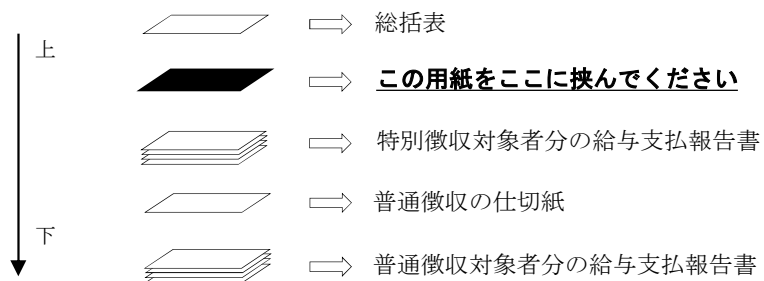 上
総括表
この用紙をここに挟んでください
特別徴収対象者分の給与支払報告書
普通徴収の仕切紙
下
普通徴収対象者分の給与支払報告書